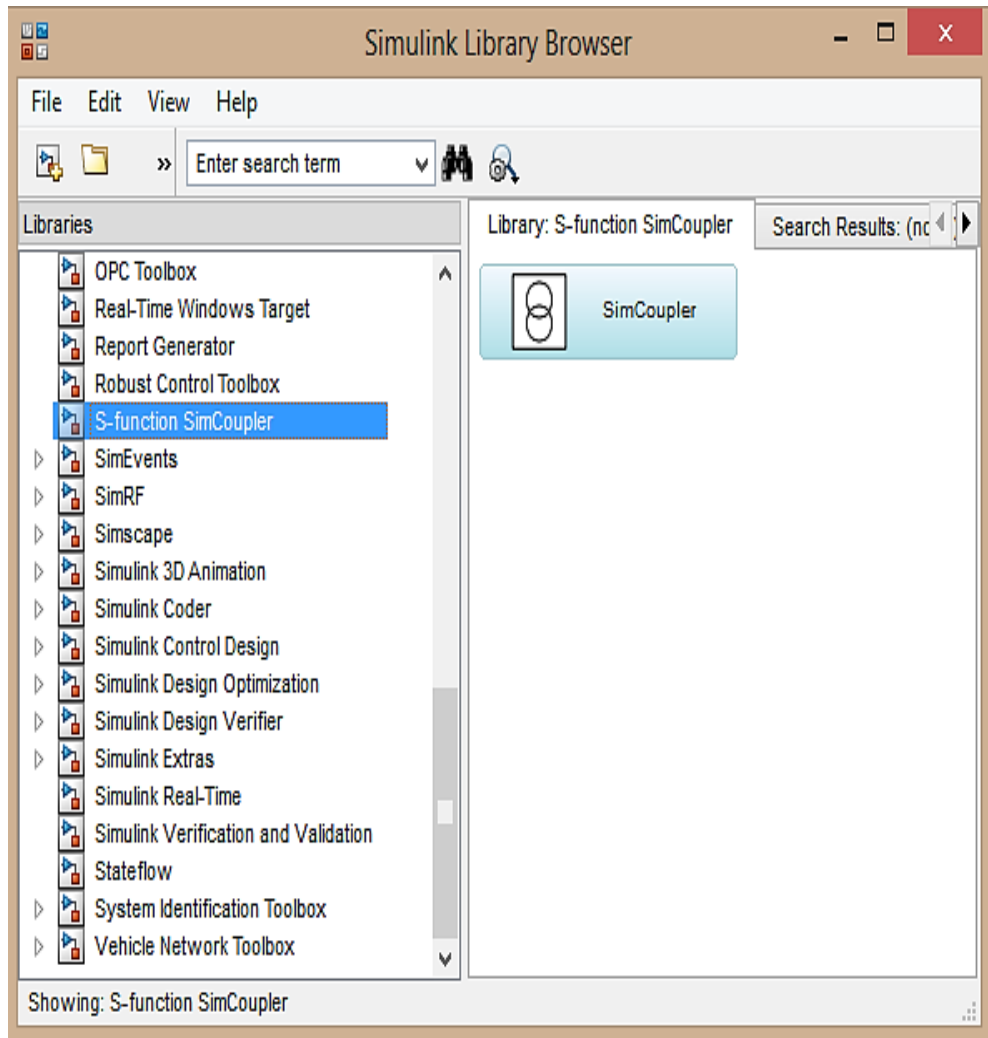 Simulink Library Browser
File Edit View Help
» Enter search term
Libraries
Library: S-function SimCoupler
Search Results: (no
OPC Toolbox
Real-Time Windows Target
Report Generator
Robust Control Toolbox
S-function SimCoupler
SimEvents
SimRF
Simscape
Simulink 3D Animation
Simulink Coder
Simulink Control Design
Simulink Design Optimization
Simulink Design Verifier
Simulink Extras
Simulink Real-Time
Simulink Verification and Validation
Stateflow
System Identification Toolbox
Vehicle Network Toolbox
SimCoupler
Showing: S-function SimCoupler